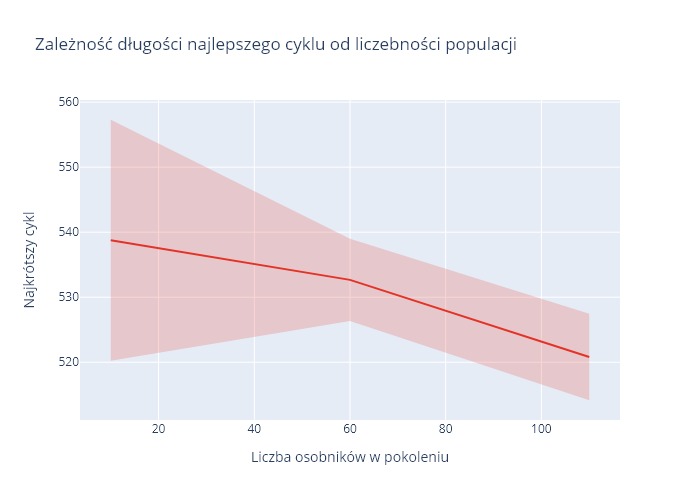 Zależność długości najlepszego cyklu od liczebności populacji
560
550
540
530
520
Najkrótszy cykl
20 40 60 80 100
Liczba osobników w pokoleniu